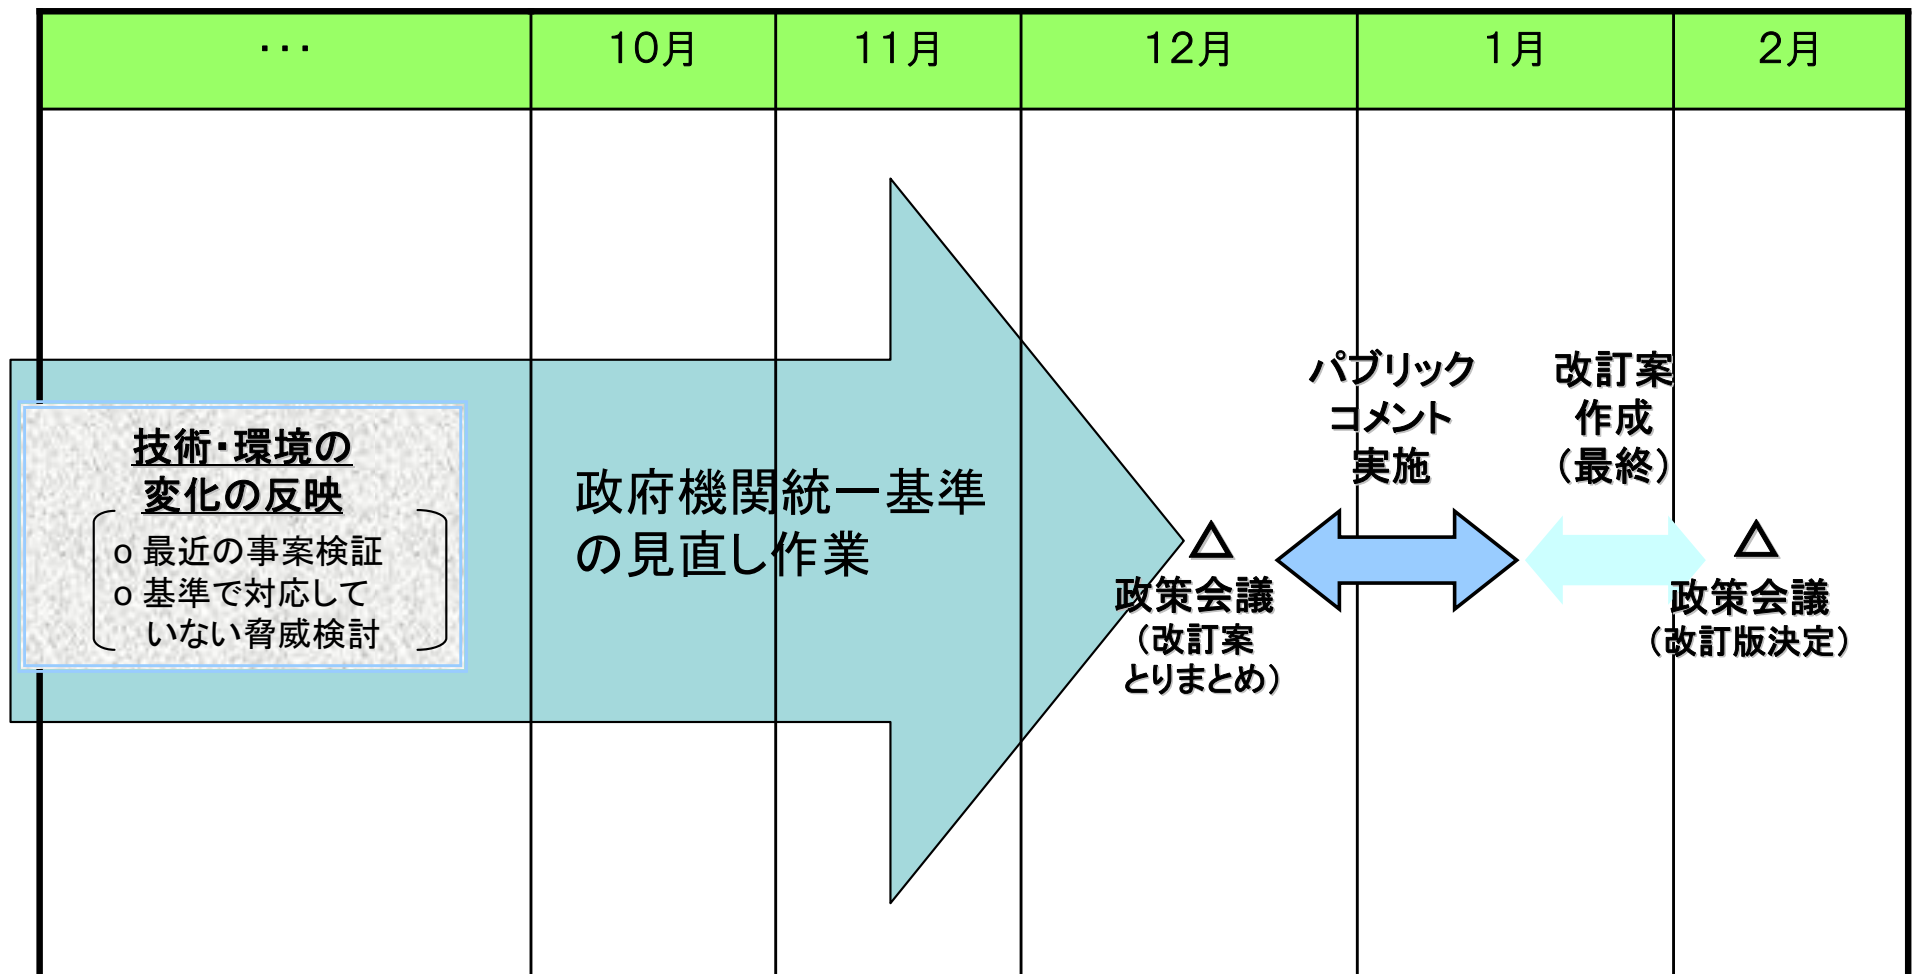 ･･･
10月
11月
12月
1月
2月
技術・環境の
変化の反映
o 最近の事案検証
o 基準で対応して
いない脅威検討
政府機関統一基準
の見直し作業
△
政策会議
（改訂案
とりまとめ）
パブリック
コメント
実施
改訂案
作成
（最終）
△
政策会議
（改訂版決定）